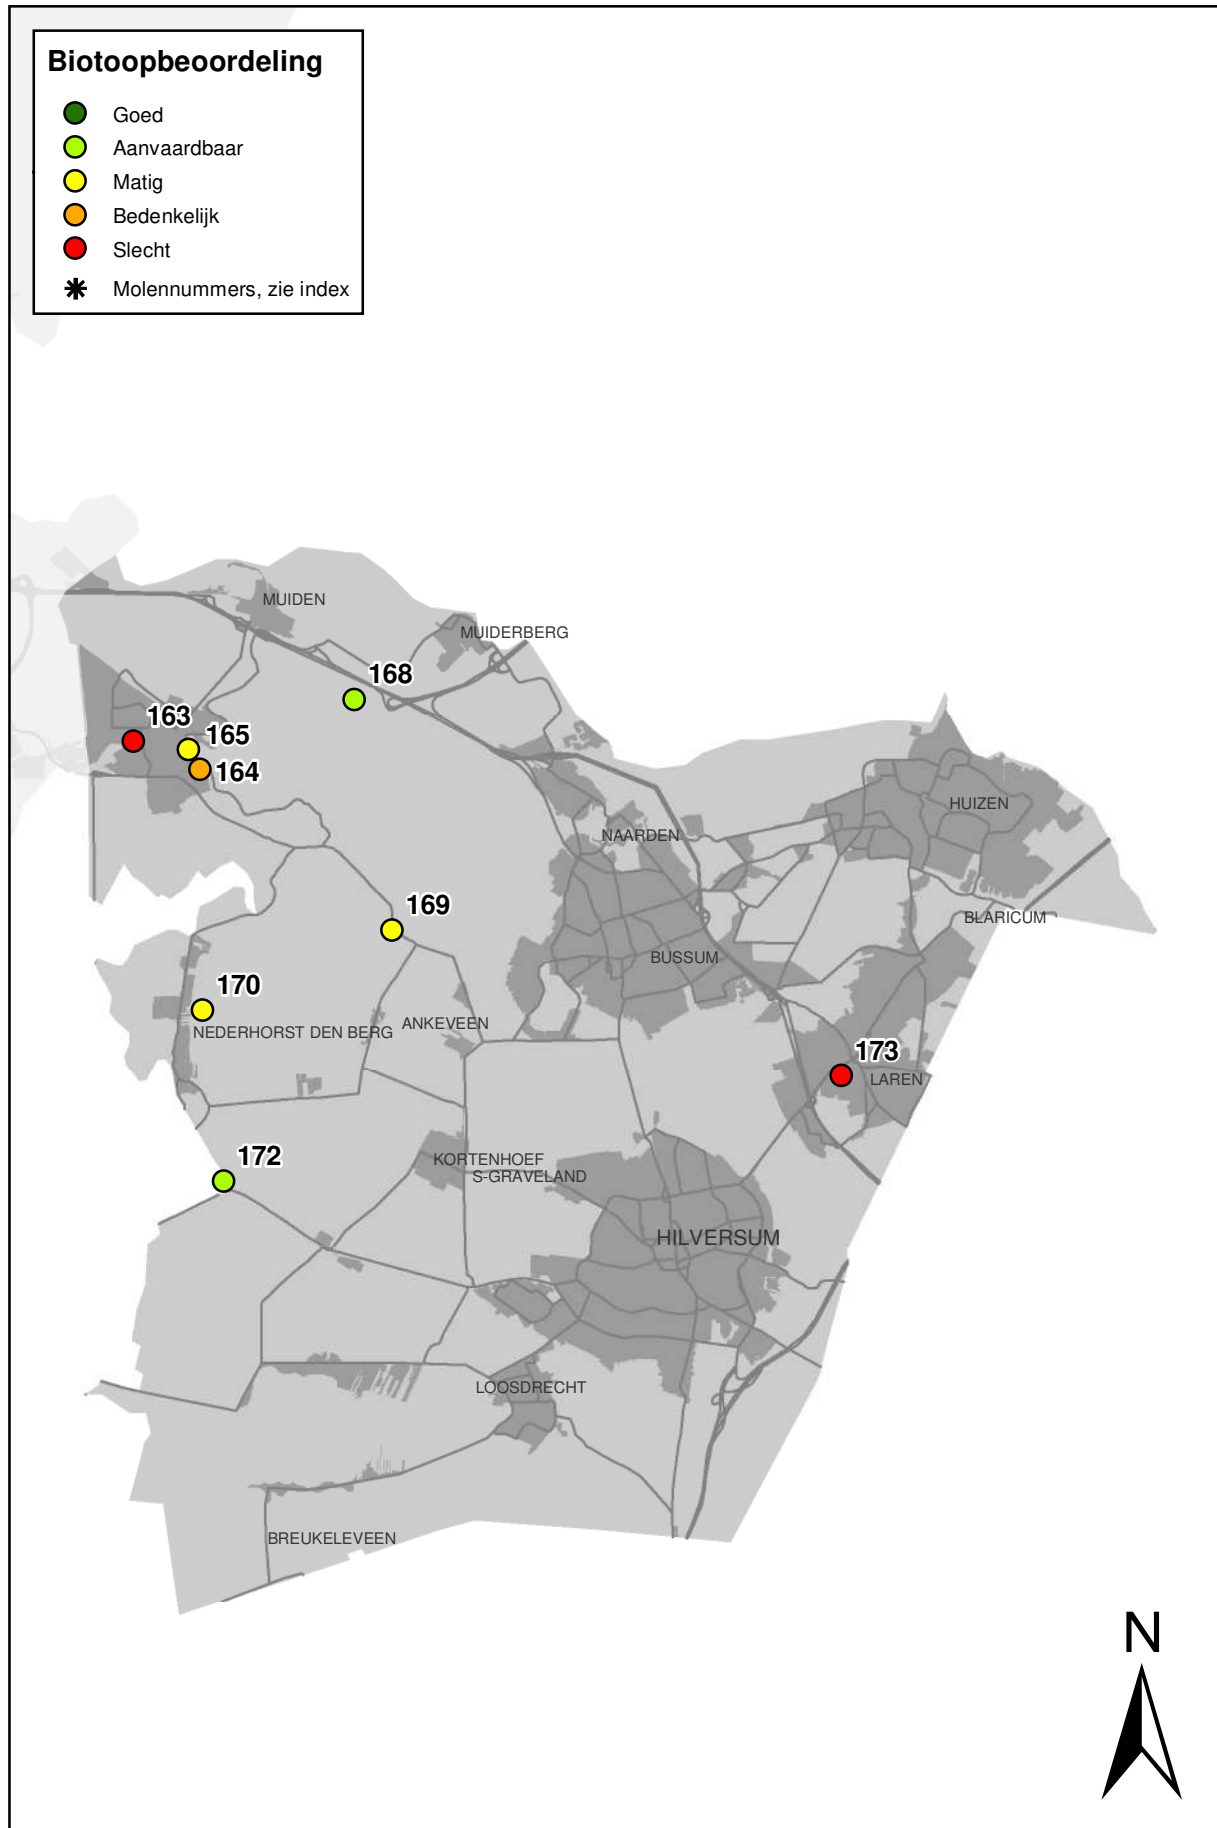 Biotoopbeoordeling
Goed
Aanvaardbaar
Matig
Bedenkelijk
Slecht
Molennummers, zie index
MUIDEN
MUIDERBERG
168
163
165
164
HUIZEN
NAARDEN
169
BLARICUM
BUSSUM
170
ANKEVEEN
NEDERHORST DEN BERG
173
LAREN
172
KORTENHOEF
S-GRAVELAND
HILVERSUM
LOOSDRECHT
BREUKELEVEEN
N